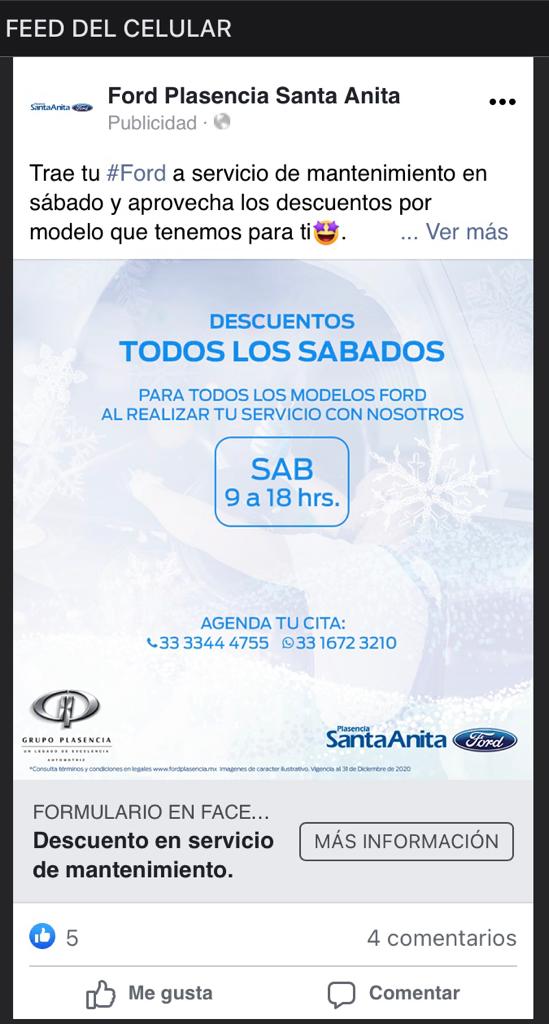 FEED DEL CELULAR
SantaAnita Ford
Ford Plasencia Santa Anita
Publicidad ·
Trae tu #Ford a servicio de mantenimiento en
sábado y aprovecha los descuentos por
modelo que tenemos para ti🤩. ... Ver más
DESCUENTOS
TODOS LOS SABADOS
PARA TODOS LOS MODELOS FORD
AL REALIZAR TU SERVICIO CON NOSOTROS
SAB
9 a 18 hrs.
AGENDA TU CITA:
33 3344 4755 33 1672 3210
GRUPO PLASENCIA
UN LEGADO DE EXCELENCIA
AUTOMOTRIZ
Plasencia
SantaAnita Ford
*Consulta términos y condiciones en legales www.fordplasencia.mx Imagenes de caracter ilustrativo. Vigencia al 31 de Diciembre de 2020
FORMULARIO EN FACE...
Descuento en servicio
de mantenimiento.
MÁS INFORMACIÓN
5
4 comentarios
Me gusta
Comentar